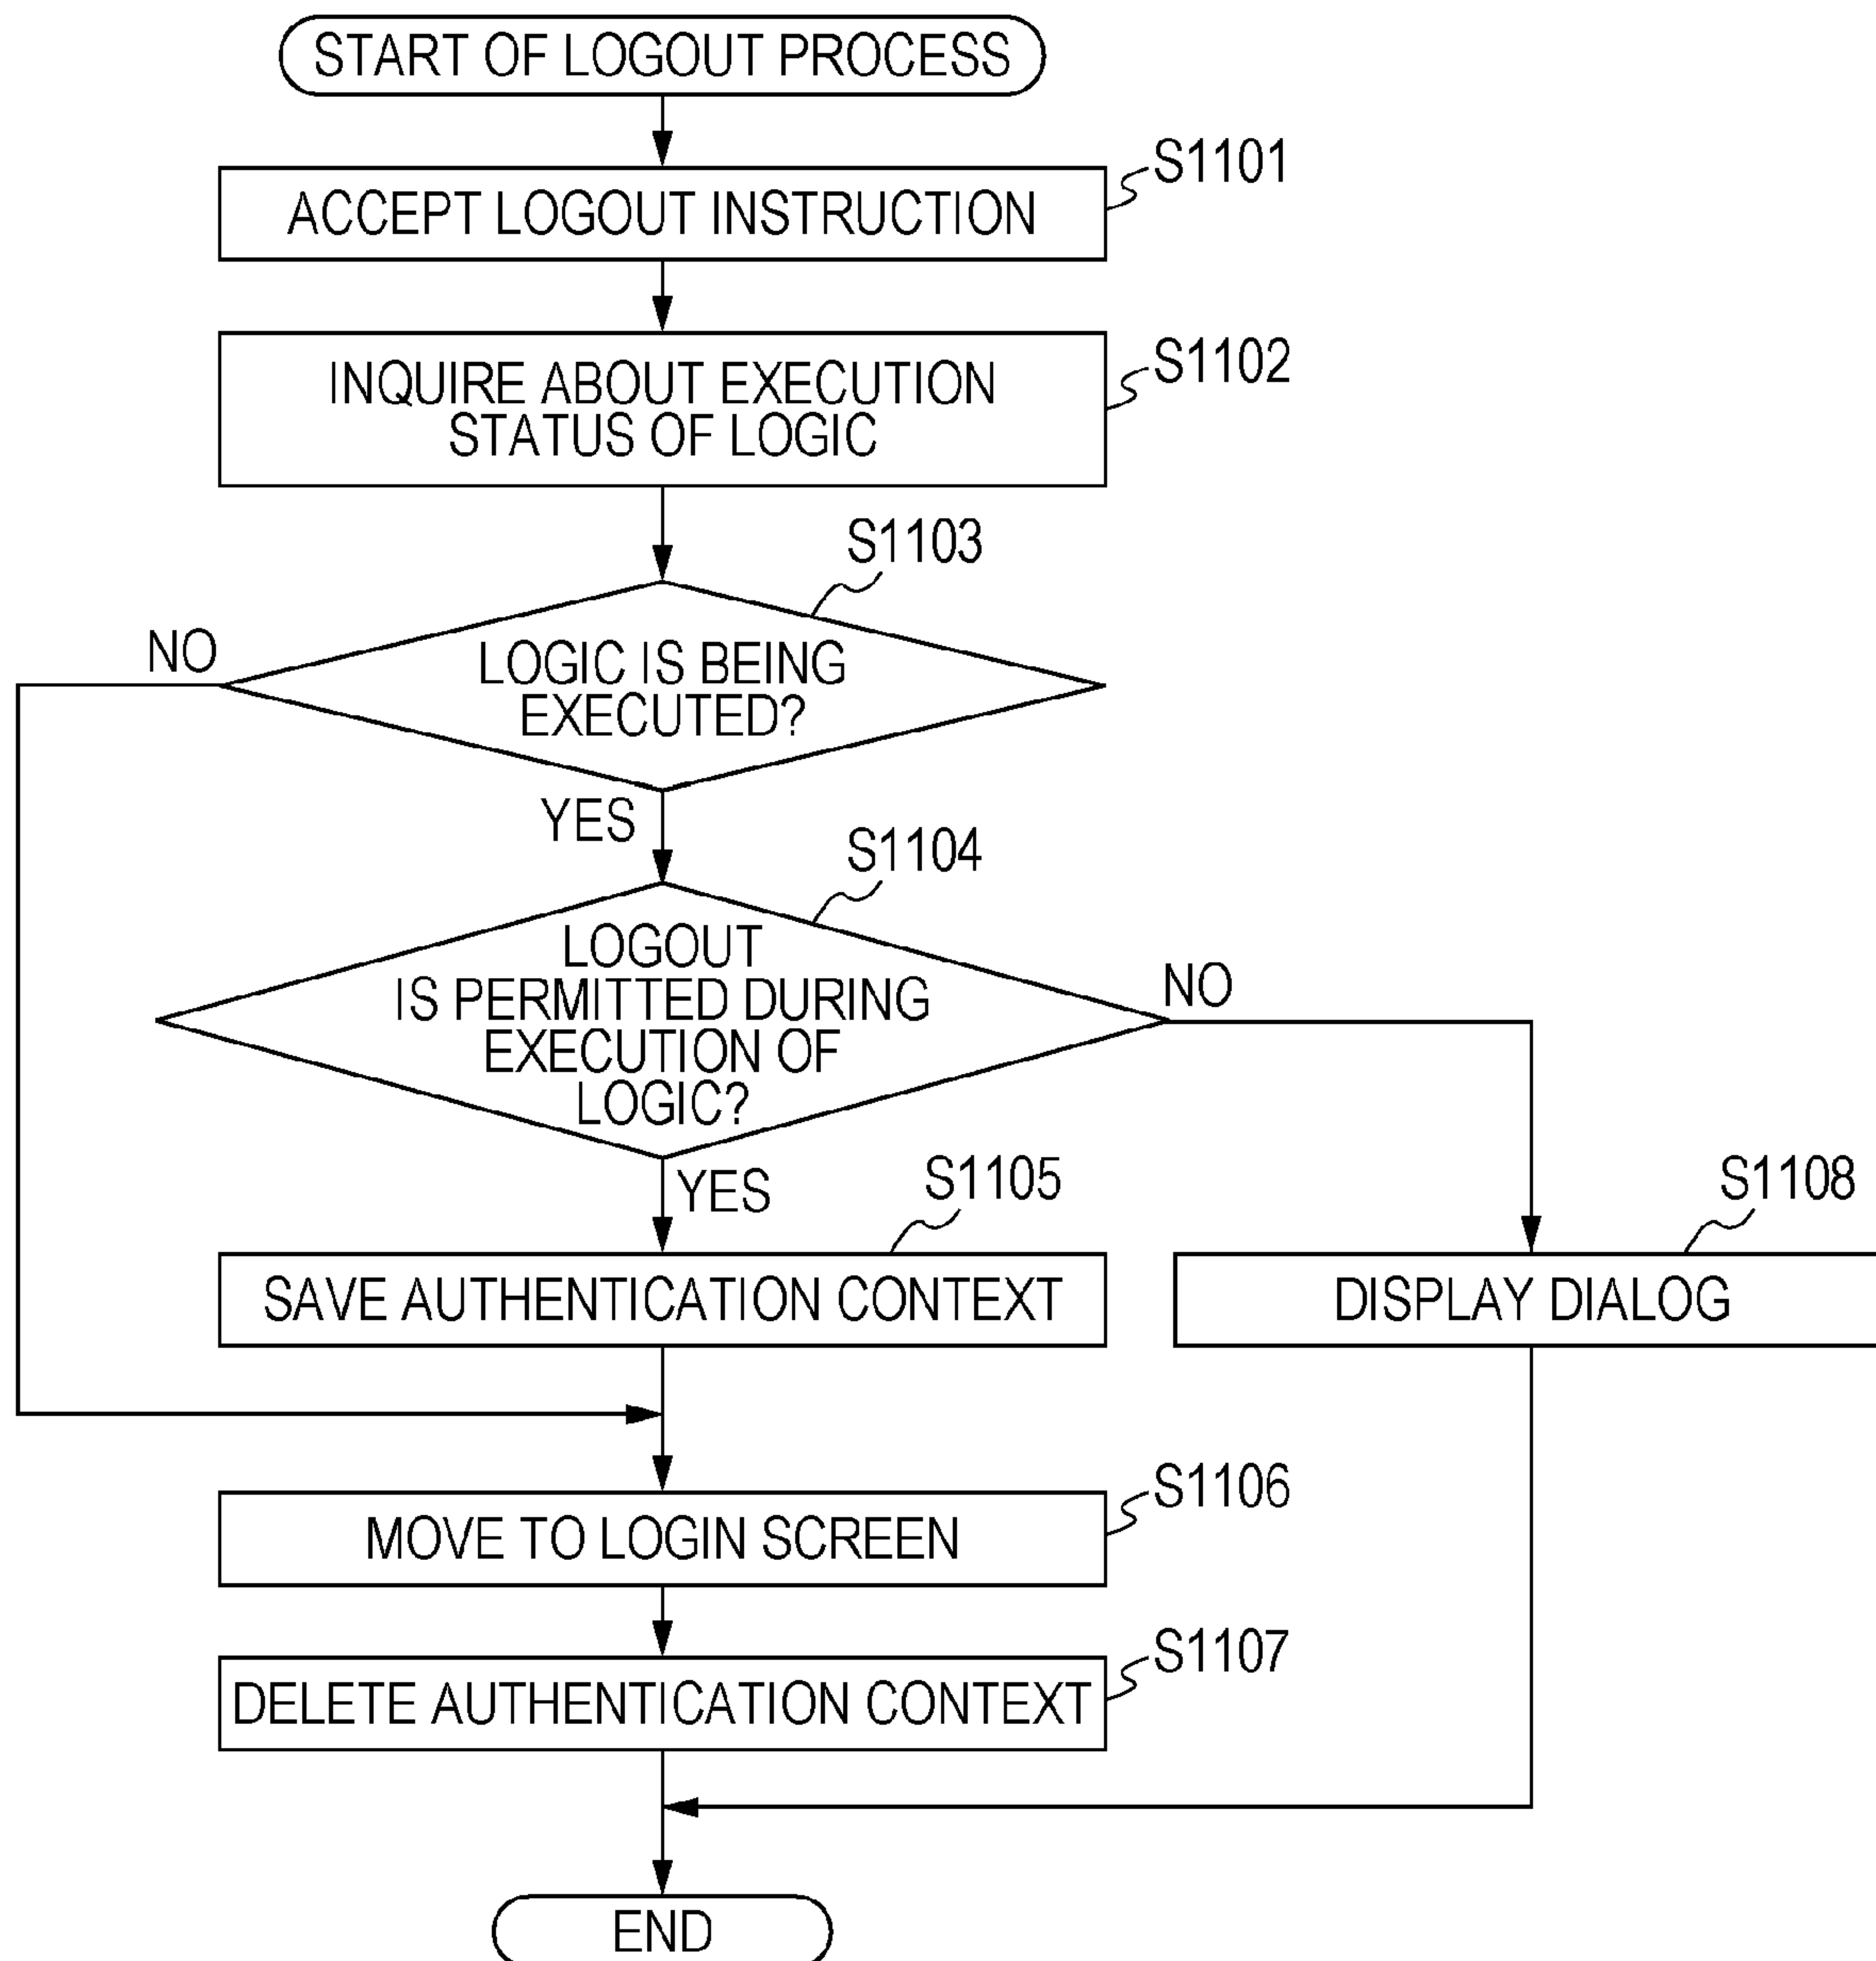 START OF LOGOUT PROCESS
S1101
ACCEPT LOGOUT INSTRUCTION
S1102
INQUIRE ABOUT EXECUTION
STATUS OF LOGIC
S1103
NO
LOGIC IS BEING
EXECUTED?
YES
S1104
LOGOUT
IS PERMITTED DURING
EXECUTION OF
LOGIC?
NO
YES
S1105
S1108
SAVE AUTHENTICATION CONTEXT
DISPLAY DIALOG
S1106
MOVE TO LOGIN SCREEN
S1107
DELETE AUTHENTICATION CONTEXT
END